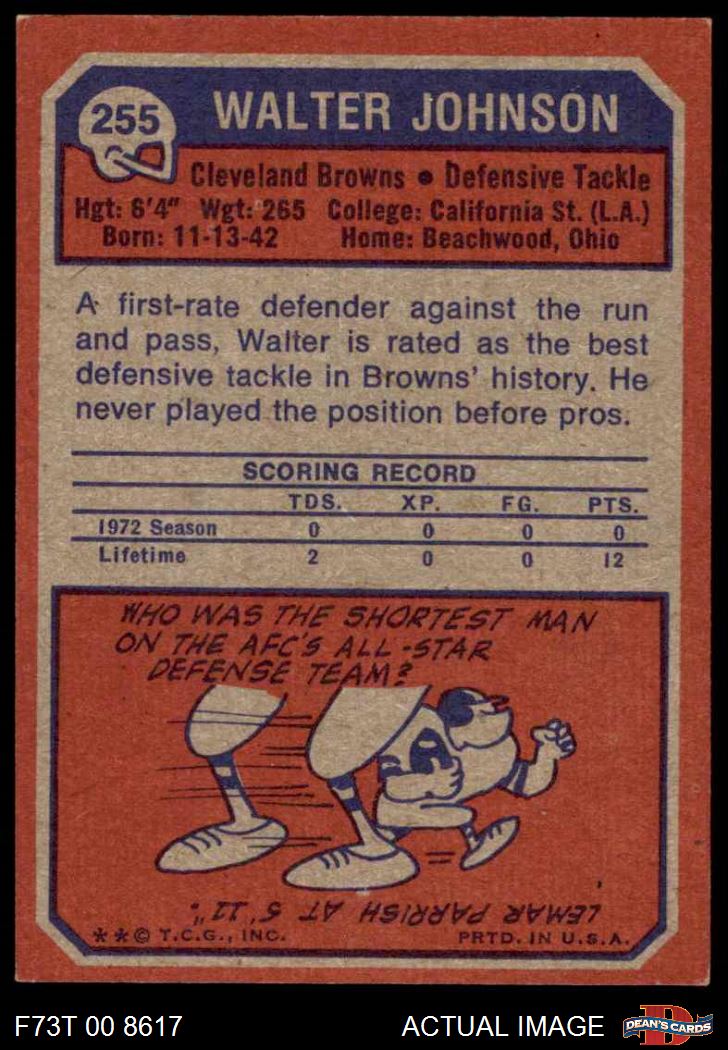 255
WALTER JOHNSON
Cleveland Browns • Defensive Tackle
Hgt: 6'4" Wgt: 265 College: California St. (L.A.)
Born: 11-13-42 Home: Beachwood, Ohio
A first-rate defender against the run
and pass, Walter is rated as the best
defensive tackle in Browns' history. He
never played the position before pros.
SCORING RECORD
TDS. XP. FG. PTS.
1972 Season 0 0 0 0
Lifetime 2 0 0 12
WHO WAS THE SHORTEST MAN
ON THE AFC'S ALL-STAR
DEFENSE TEAM?
LEMAR PARRISH AT 5' 11".
**© T.C.G., INC. PRTD. IN U.S.A.
F73T 00 8617 ACTUAL IMAGE
D
DEAN'S CARDS